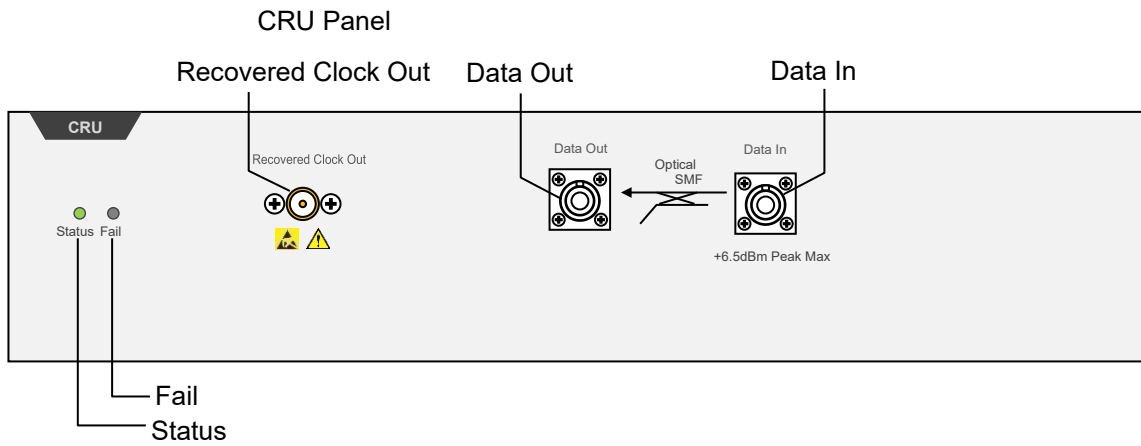 CRU Panel
Recovered Clock Out
Data Out
Data In
CRU
Recovered Clock Out
Data Out
Optical
SMF
Data In
Status
Fail
+6.5dBm Peak Max
Fail
Status